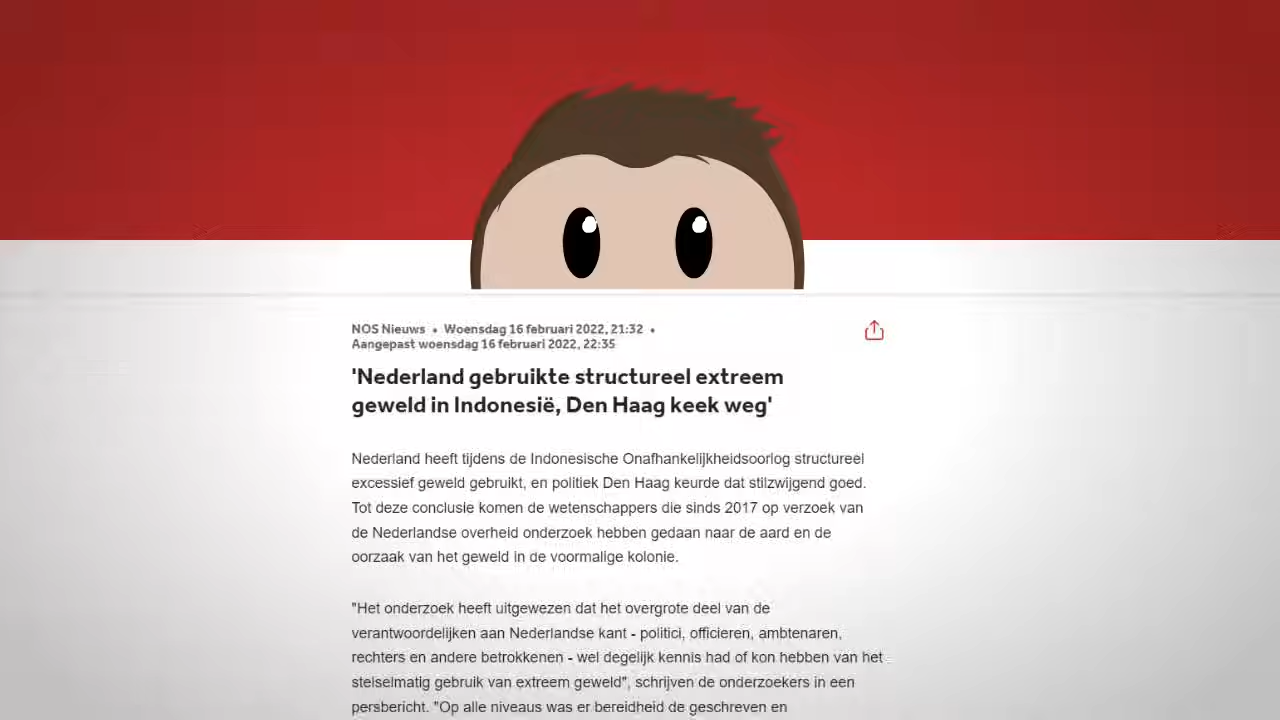 NOS Nieuws • Woensdag 16 februari 2022, 21:32 •
Aangepast woensdag 16 februari 2022, 22:35
'Nederland gebruikte structureel extreem
geweld in Indonesië, Den Haag keek weg'
Nederland heeft tijdens de Indonesische Onafhankelijkheidsoorlog structureel
excessief geweld gebruikt, en politiek Den Haag keurde dat stilzwijgend goed.
Tot deze conclusie komen de wetenschappers die sinds 2017 op verzoek van
de Nederlandse overheid onderzoek hebben gedaan naar de aard en de
oorzaak van het geweld in de voormalige kolonie.
"Het onderzoek heeft uitgewezen dat het overgrote deel van de
verantwoordelijken aan Nederlandse kant - politici, officieren, ambtenaren,
rechters en andere betrokkenen - wel degelijk kennis had of kon hebben van het
stelselmatig gebruik van extreem geweld", schrijven de onderzoekers in een
persbericht. "Op alle niveaus was er bereidheid de geschreven en